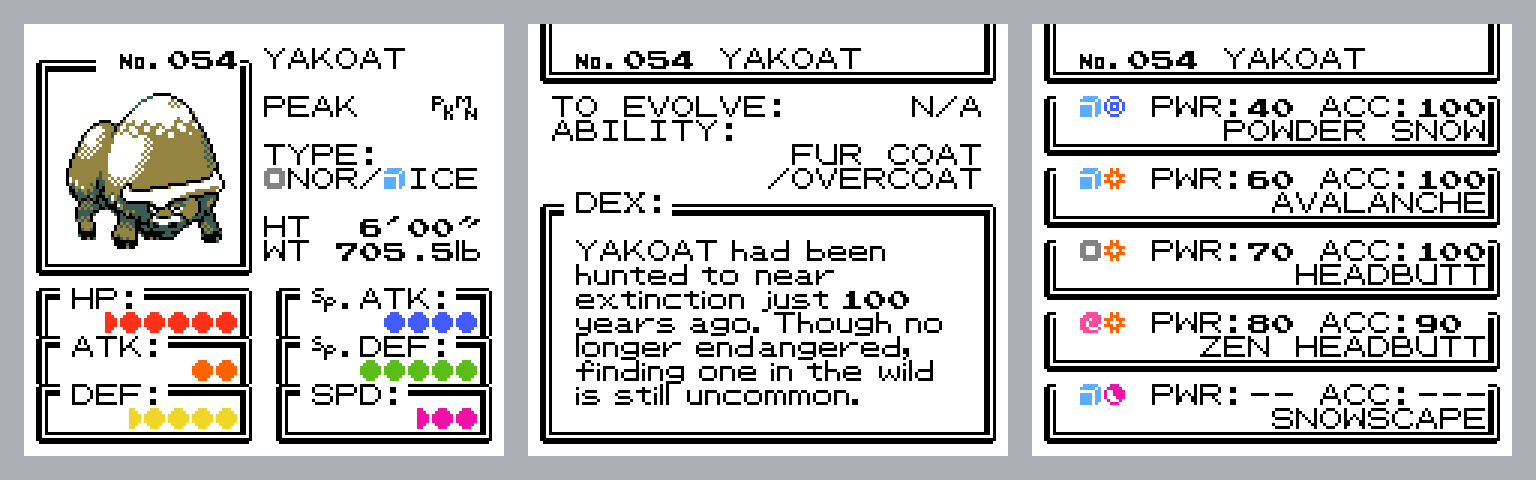 No. 054 YAKOAT
PEAK PKMN
TYPE:
NOR/ICE
HT 6'00"
WT 705.5lb
HP:
Sp. ATK:
ATK:
Sp. DEF:
DEF:
SPD:
No. 054 YAKOAT
TO EVOLVE: N/A
ABILITY:
FUR COAT
/OVERCOAT
DEX:
YAKOAT had been
hunted to near
extinction just 100
years ago. Though no
longer endangered,
finding one in the wild
is still uncommon.
No. 054 YAKOAT
PWR:40 ACC:100
POWDER SNOW
PWR:60 ACC:100
AVALANCHE
PWR:70 ACC:100
HEADBUTT
PWR:80 ACC:90
ZEN HEADBUTT
PWR:-- ACC:---
SNOWSCAPE